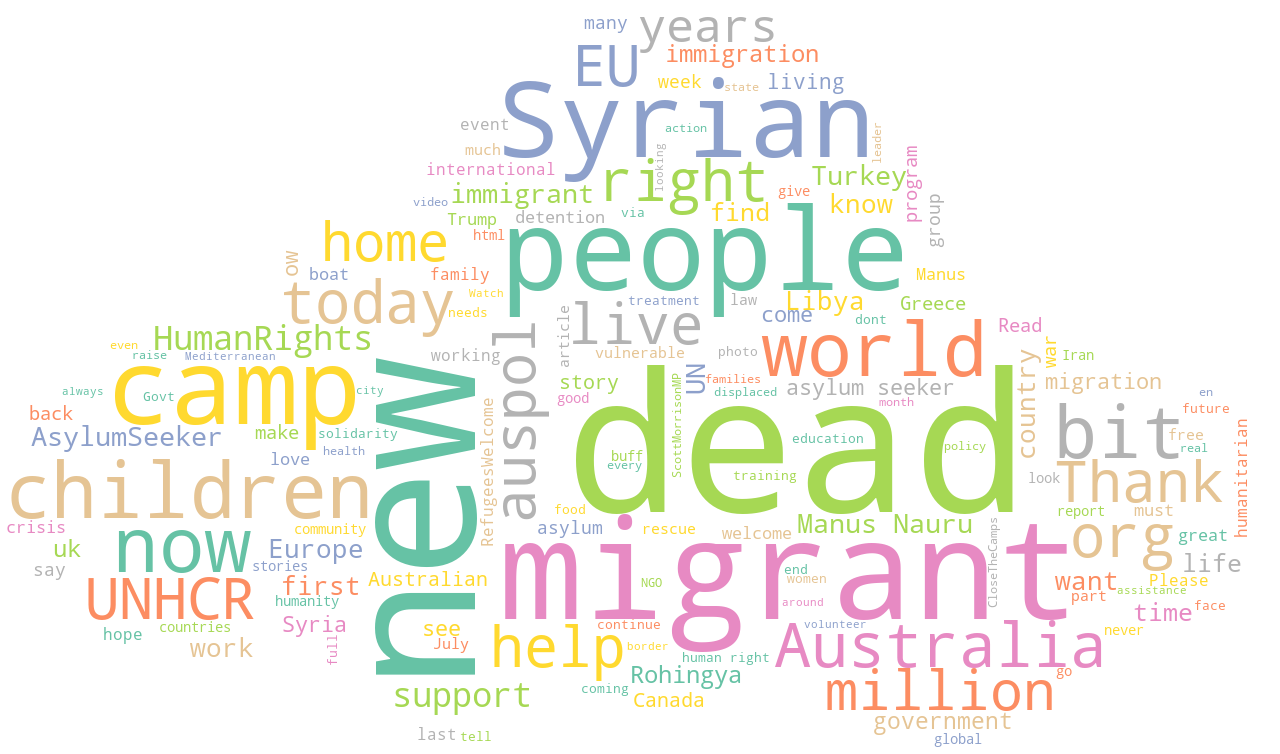 many
years
EU
immigration
week
state
living
Syrian
event
action
much
looking
leader
international
right
Turkey
program
video
immigrant
give
know
Trump
detention
via
find
group
html
home
people
ow
boat
family
Manus
Watch
today
needs
treatment
law
Libya
Greece
come
dont
live
article
Read
HumanRights
world
even
raise
Mediterranean
working
vulnerable
photo
war
Iran
UN
country
always
camp
city
Govt
new
auspol
story
good
families
displaced
ScottMorrisonMP
asylum seeker
month
migration
en
future
back
AsylumSeeker
make
solidarity
RefugeesWelcome
dead
education
policy
bit
free
real
humanitarian
love
health
buff
every
training
look
Thank
children
food
report
must
crisis
community
asylum
rescue
welcome
Manus Nauru
CloseTheCamps
org
great
uk
now
Europe
stories
say
migrant
life
UNHCR
first
Australian
NGO
end
women
want
Please
part
assistance
humanity
around
time
face
hope
countries
Syria
see
continue
volunteer
never
full
work
July
help
border
human right
Australia
Rohingya
go
support
coming
Canada
million
government
last
tell
global